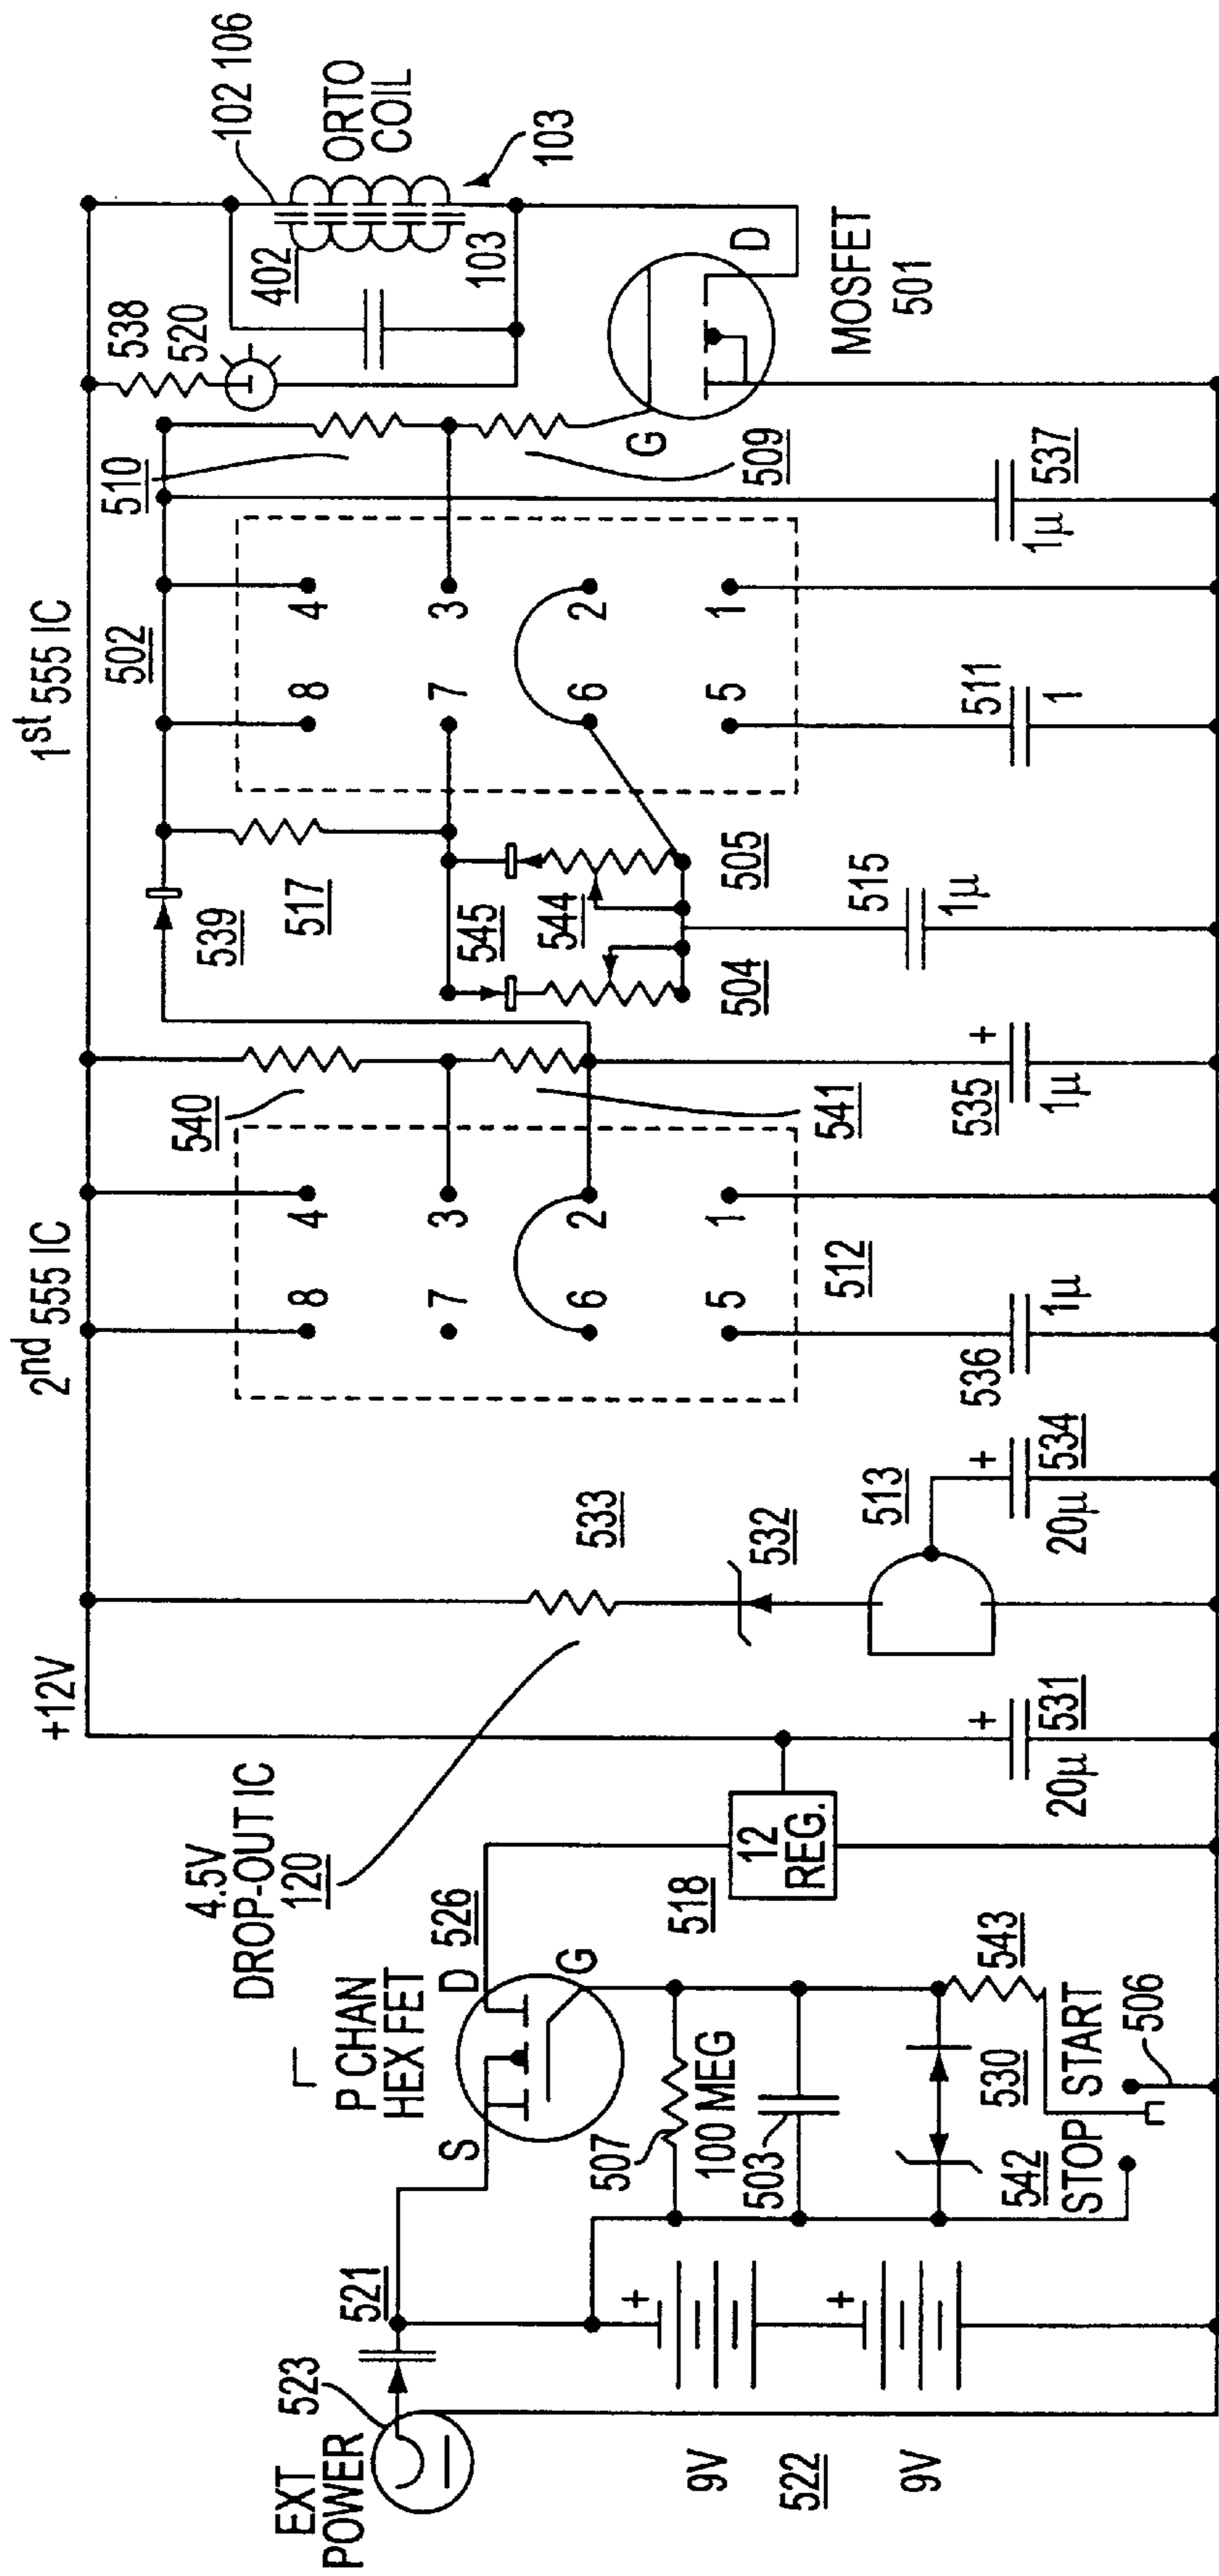 EXT
POWER
523
521
9V
522
9V
S
P CHAN
HEX FET
D
526
G
507
100 MEG
503
542
530
543
STOP
START
506
518
12
REG.
4.5V
DROP-OUT IC
120
+12V
+
+
+
20µ
531
533
532
513
+
20µ
534
2nd 555 IC
8
4
7
3
6
2
5
1
512
536
1µ
540
541
+
535
1µ
539
517
545
544
504
505
515
1µ
1st 555 IC
502
8
4
7
3
6
2
5
1
511
1
510
509
1µ
537
538
520
402
103
102 106
ORTO
COIL
103
G
D
MOSFET
501